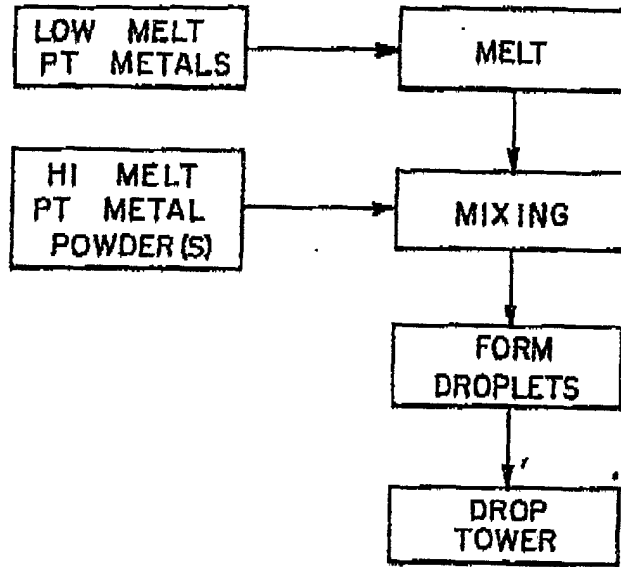 LOW MELT
PT METALS
MELT
HI MELT
PT METAL
POWDER(S)
MIXING
FORM
DROPLETS
DROP
TOWER